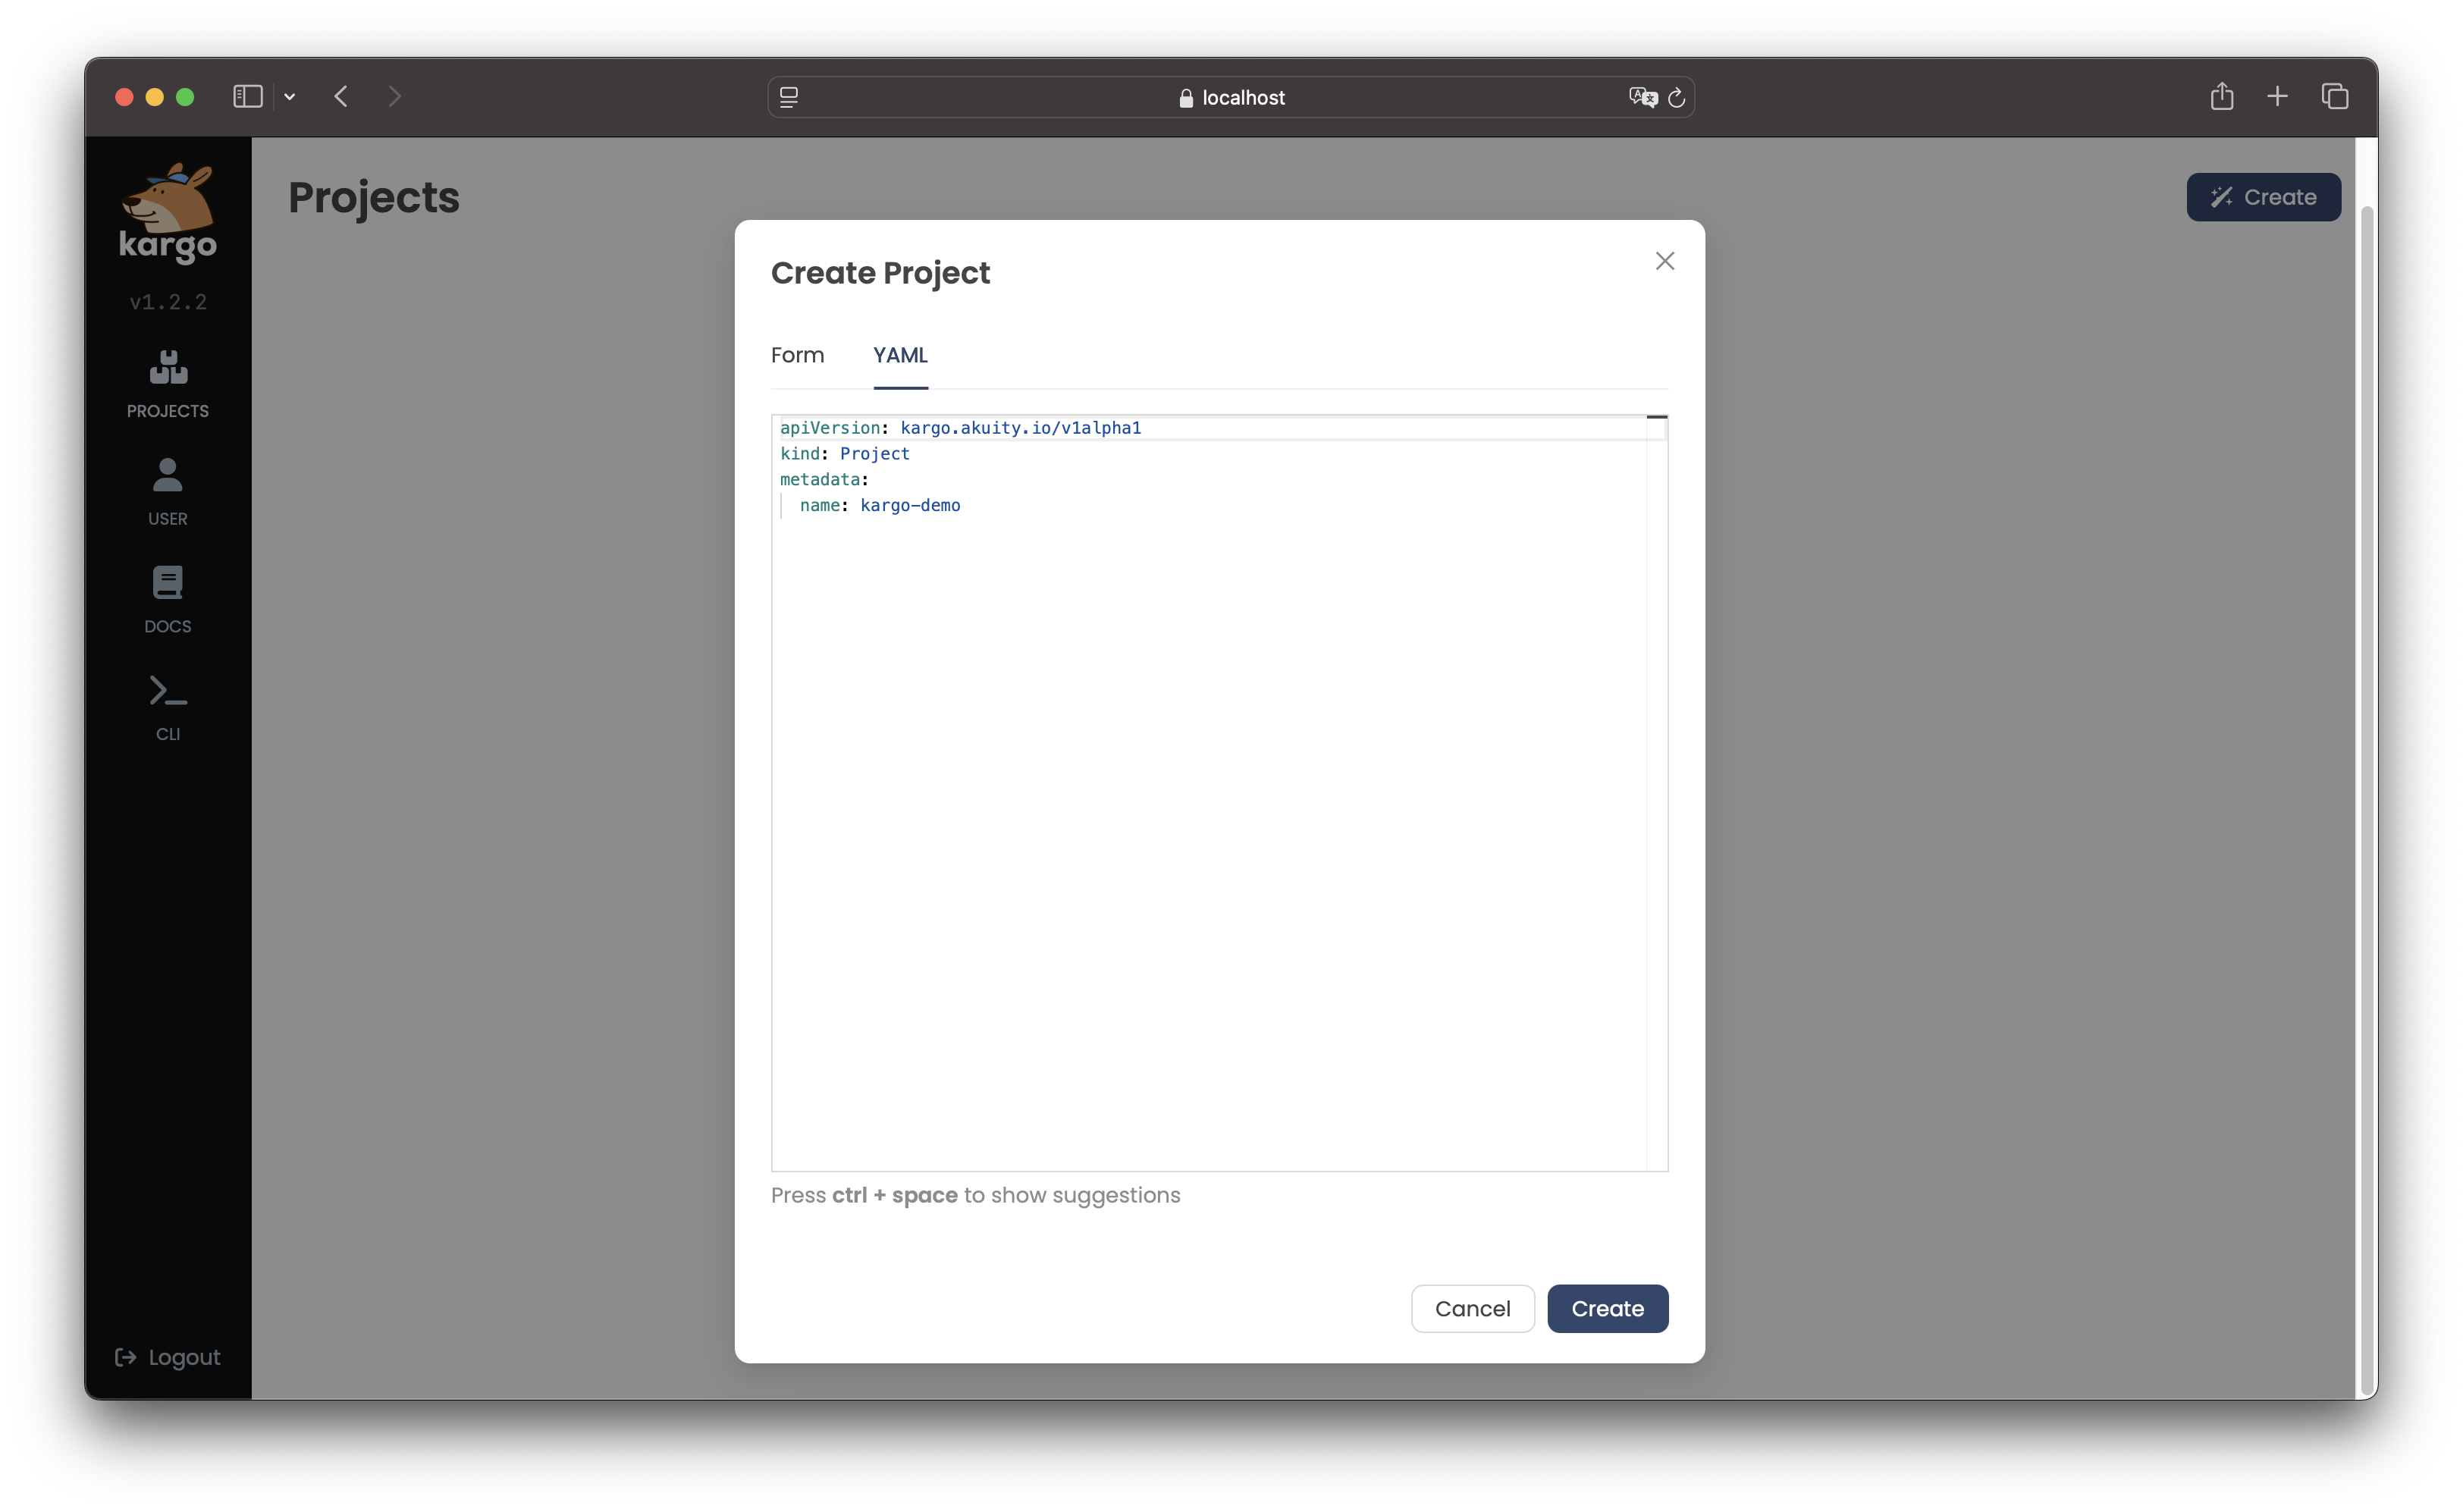 localhost
kargo
v1.2.2
PROJECTS
USER
DOCS
CLI
Logout
Projects
Create
Create Project
Form YAML
apiVersion: kargo.akuity.io/v1alpha1
kind: Project
metadata:
  name: kargo-demo
Press ctrl + space to show suggestions
Cancel Create